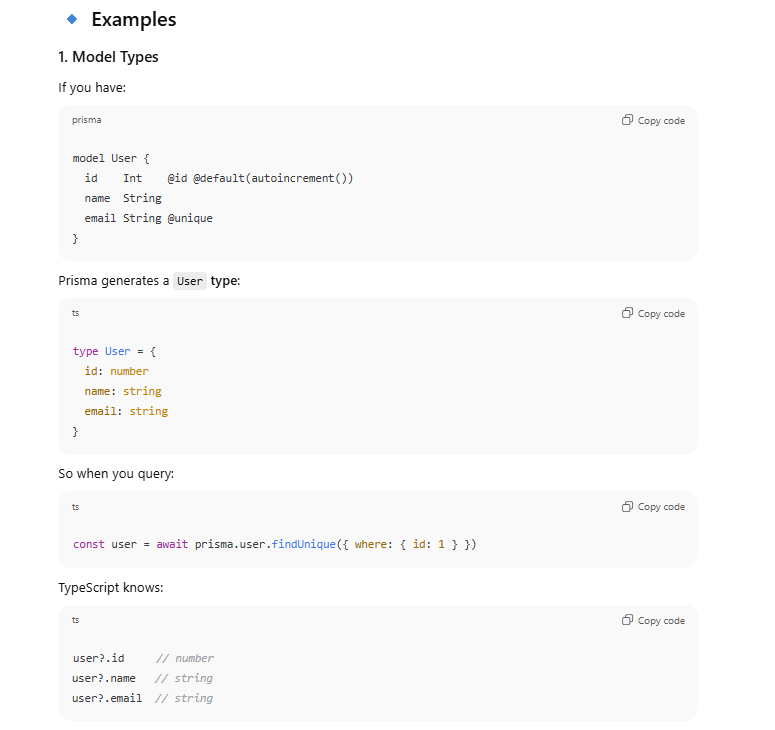 🔹 Examples
1. Model Types
If you have:
prisma
Copy code
model User {
  id    Int    @id @default(autoincrement())
  name  String
  email String @unique
}
Prisma generates a User type:
ts
Copy code
type User = {
  id: number
  name: string
  email: string
}
So when you query:
ts
Copy code
const user = await prisma.user.findUnique({ where: { id: 1 } })
TypeScript knows:
ts
Copy code
user?.id     // number
user?.name   // string
user?.email  // string